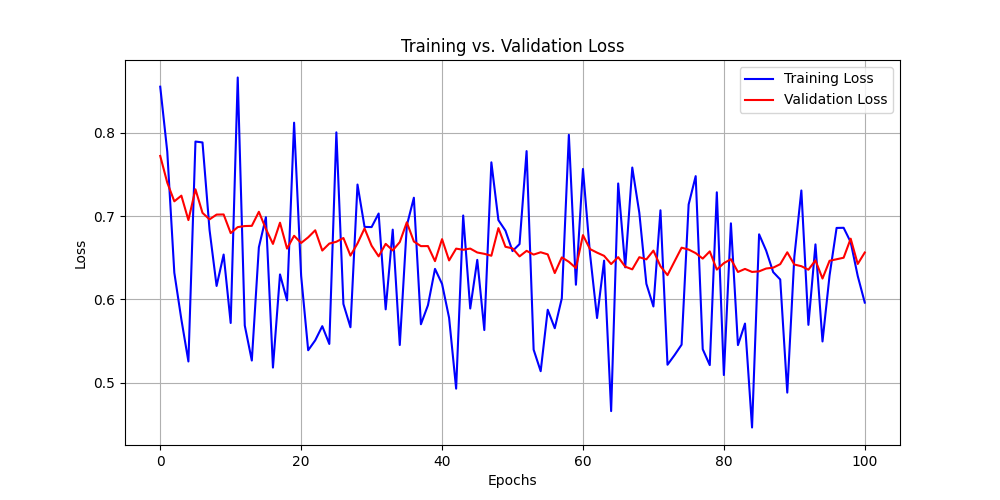 Training vs. Validation Loss
Training Loss
Validation Loss
0.8
0.7
0.6
0.5
Loss
0 20 40 60 80 100
Epochs